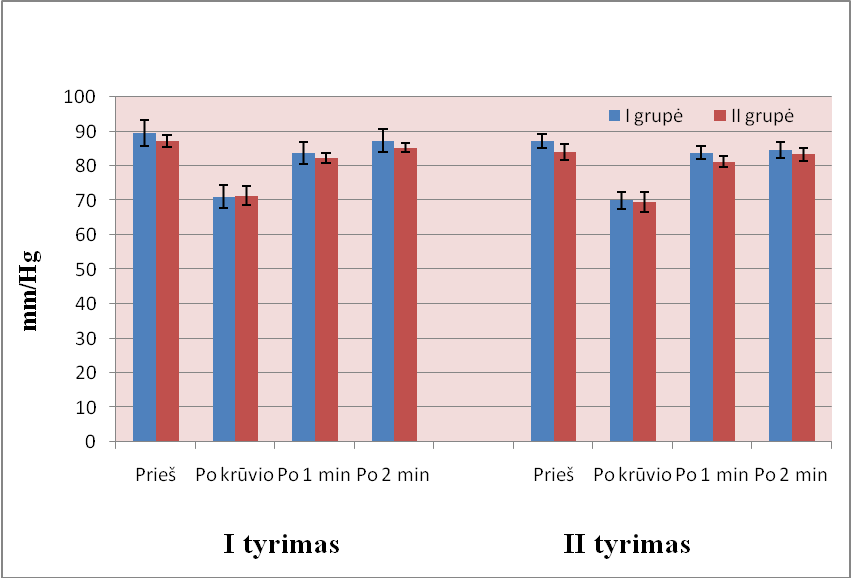 mm/Hg
100
90
80
70
60
50
40
30
20
10
0
I grupė II grupė
Prieš Po krūvio Po 1 min Po 2 min Prieš Po krūvio Po 1 min Po 2 min
I tyrimas II tyrimas